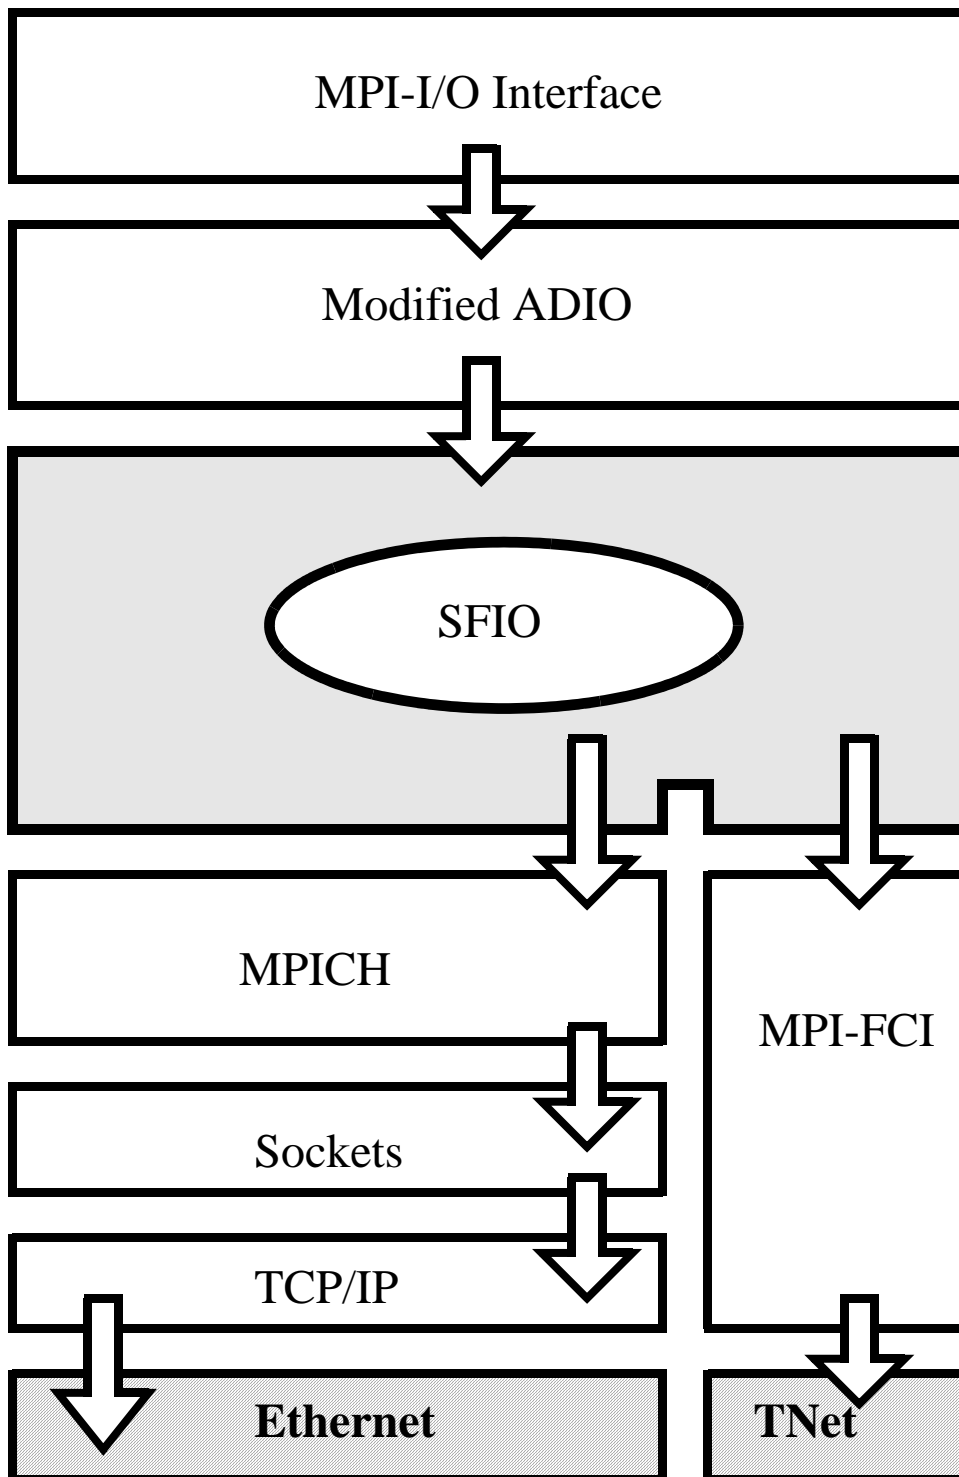 MPI-I/O Interface
Modified ADIO
SFIO
MPICH
MPI-FCI
Sockets
TCP/IP
Ethernet
TNet